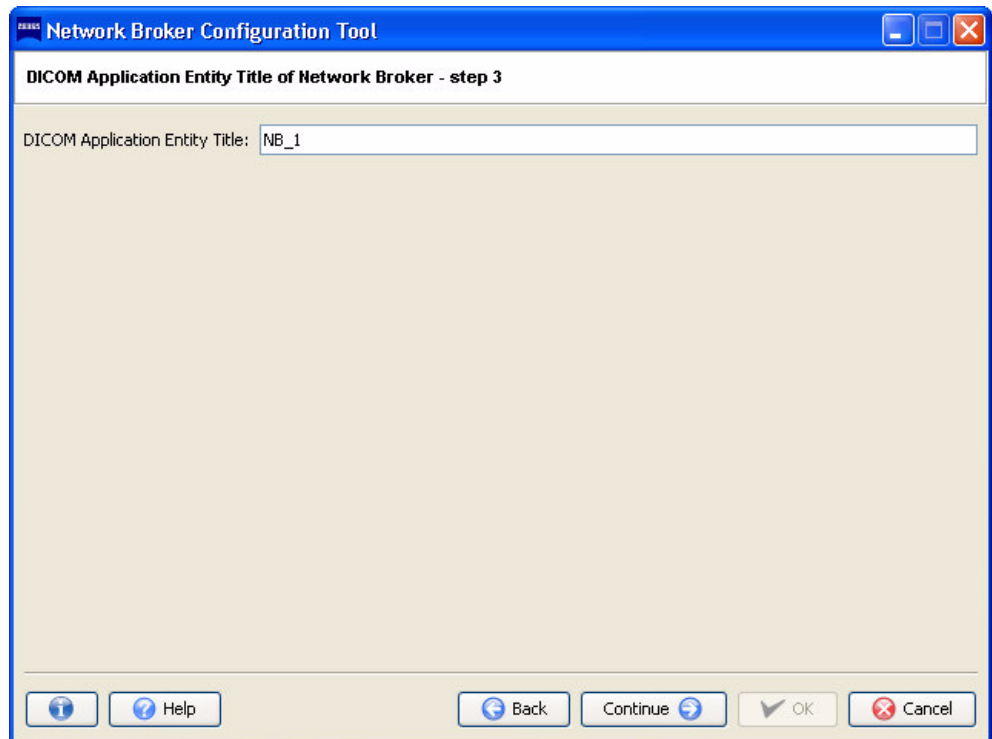 ZEISS Network Broker Configuration Tool
DICOM Application Entity Title of Network Broker - step 3
DICOM Application Entity Title: NB_1
Help Back Continue OK Cancel